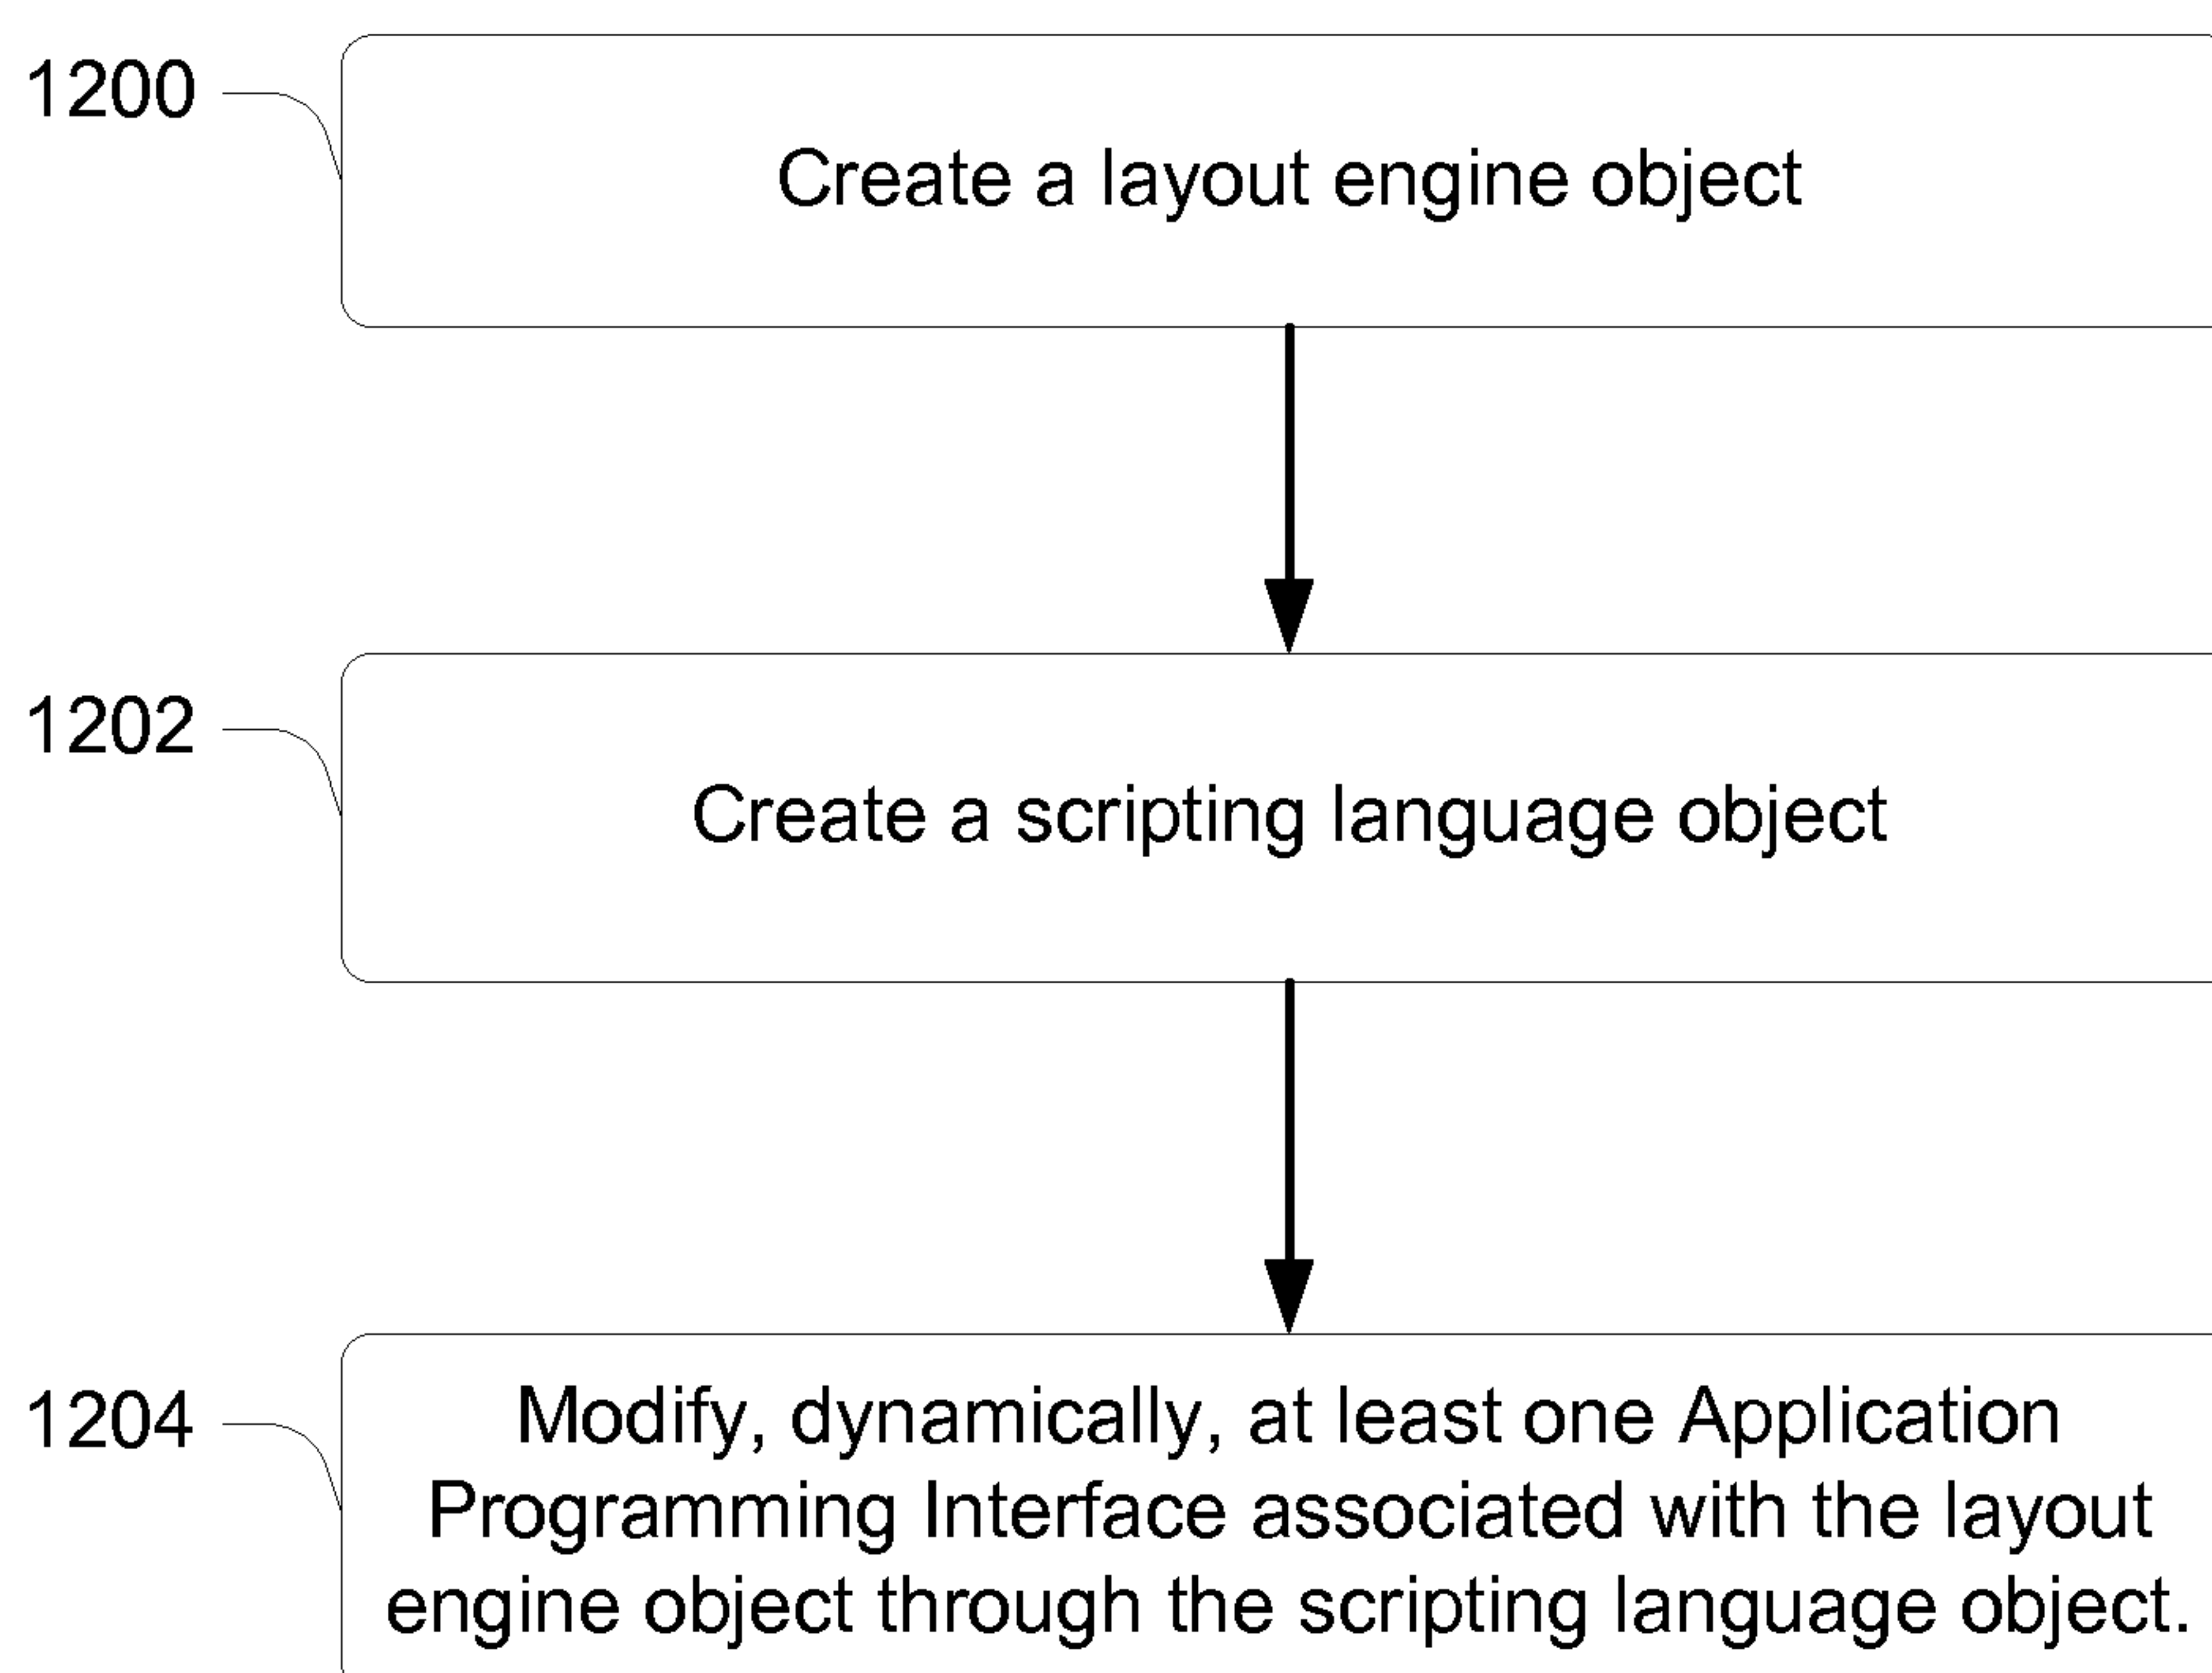 1200
Create a layout engine object
1202
Create a scripting language object
1204
Modify, dynamically, at least one Application
Programming Interface associated with the layout
engine object through the scripting language object.